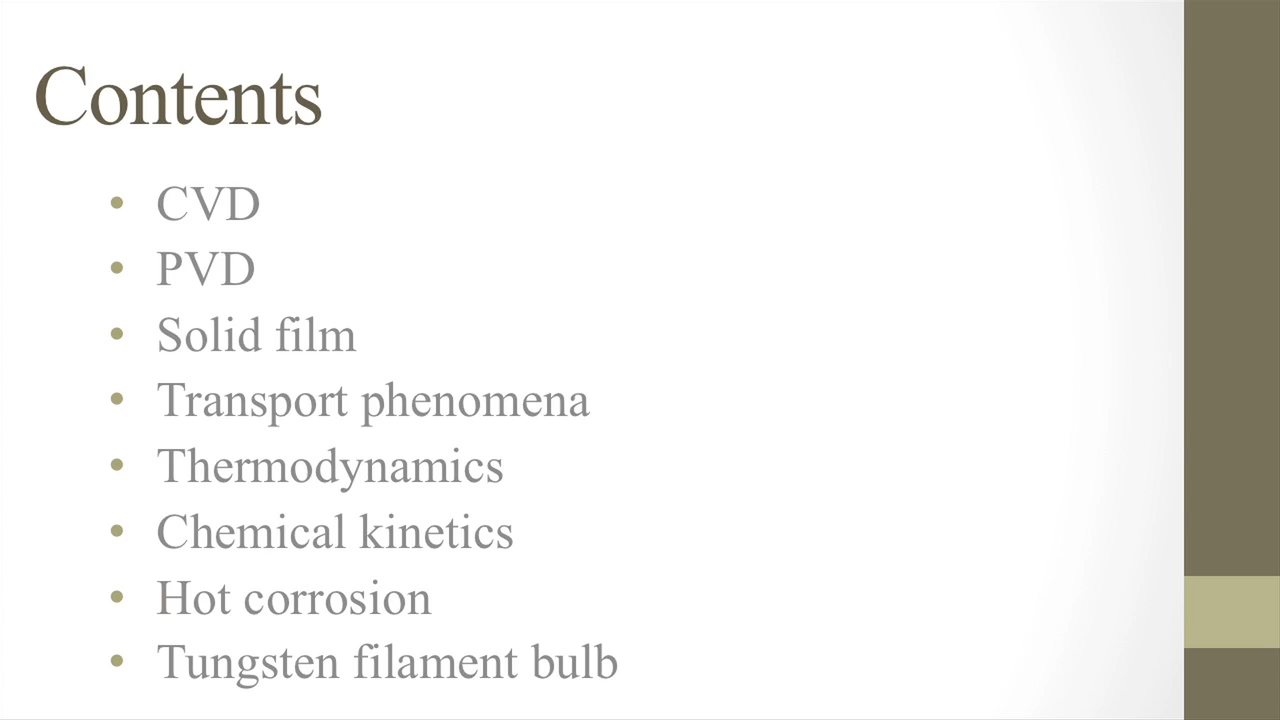 Contents
• CVD
• PVD
• Solid film
• Transport phenomena
• Thermodynamics
• Chemical kinetics
• Hot corrosion
• Tungsten filament bulb